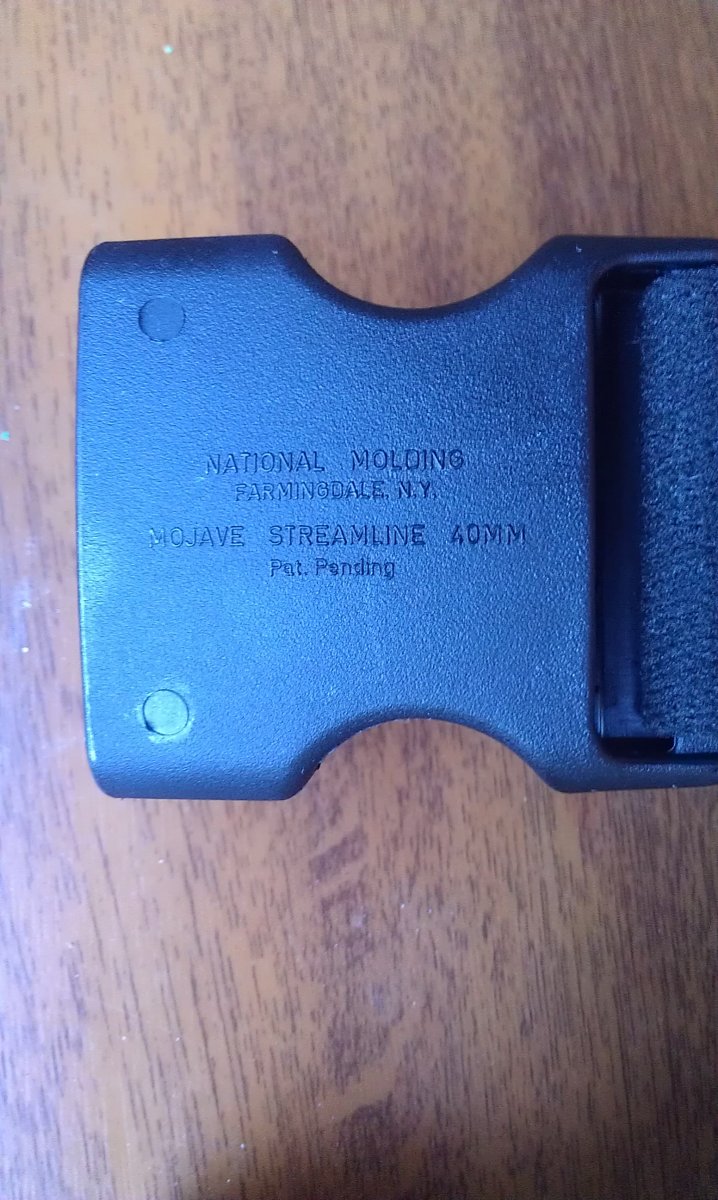 NATIONAL MOLDING
FARMINGDALE, N.Y.
MOJAVE STREAMLINE 40MM
Pat. Pending